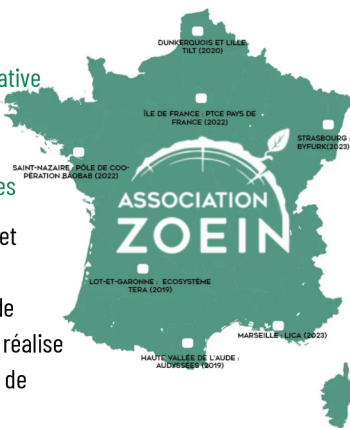 DUNKERQUOIS ET LILLE :
TILT (2020)
ative
ÎLE DE FRANCE : PTCE PAYS DE
FRANCE (2022)
STRASBOURG :
BYFURK(2023)
SAINT-NAZAIRE : PÔLE DE COO-
PÉRATION BAOBAB (2022)
es
ASSOCIATION
ZOEIN
et
LOT-ET-GARONNE : ECOSYSTÈME
TERA (2019)
le
réalise
MARSEILLE : LICA (2023)
HAUTE VALLÉE DE L'AUDE :
AUDYSSÉES (2019)
de